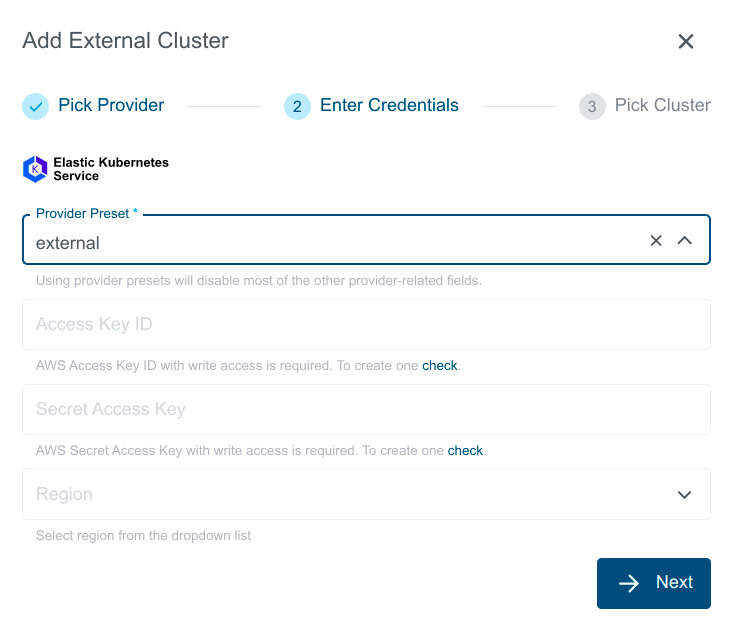 Add External Cluster
Pick Provider
2 Enter Credentials
3 Pick Cluster
K
Elastic Kubernetes
Service
Provider Preset *
external
Using provider presets will disable most of the other provider-related fields.
Access Key ID
AWS Access Key ID with write access is required. To create one check.
Secret Access Key
AWS Secret Access Key with write access is required. To create one check.
Region
Select region from the dropdown list
Next